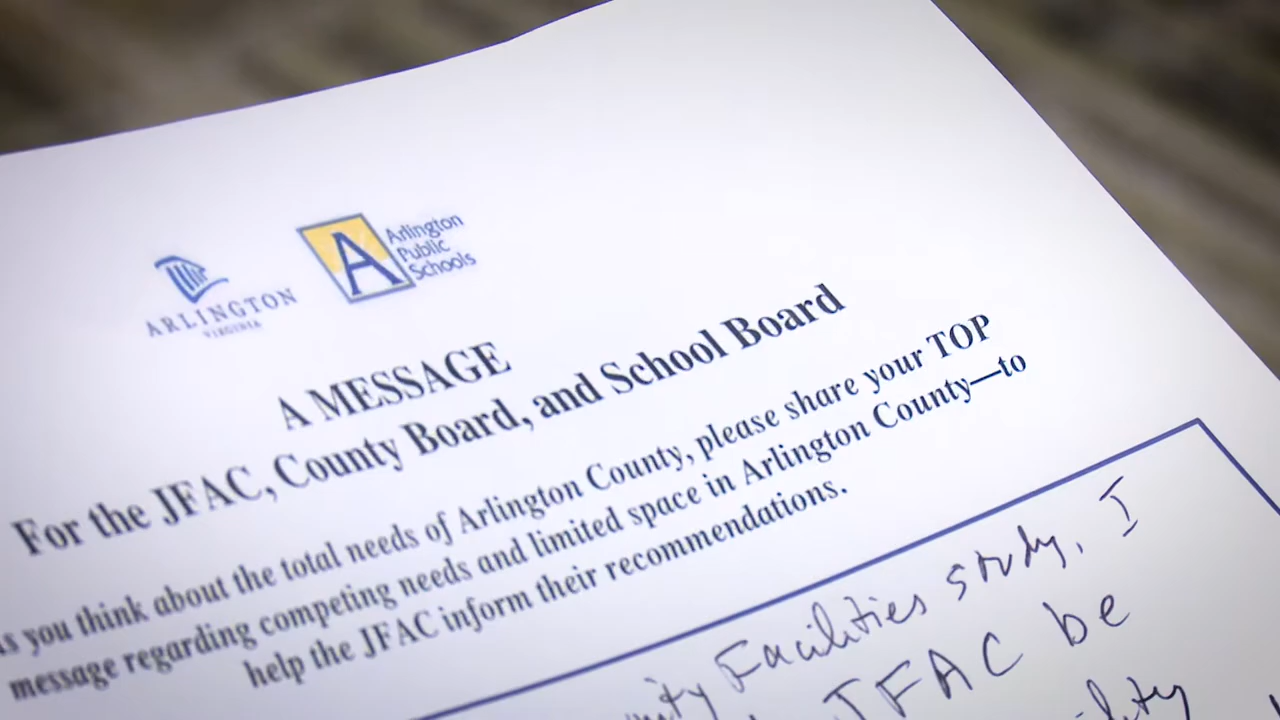 ARLINGTON
VIRGINIA
A
Arlington
Public
Schools
A MESSAGE
For the JFAC, County Board, and School Board
you think about the total needs of Arlington County, please share your TOP
message regarding competing needs and limited space in Arlington County—to
help the JFAC inform their recommendations.
Facilities study, I
JFAC be